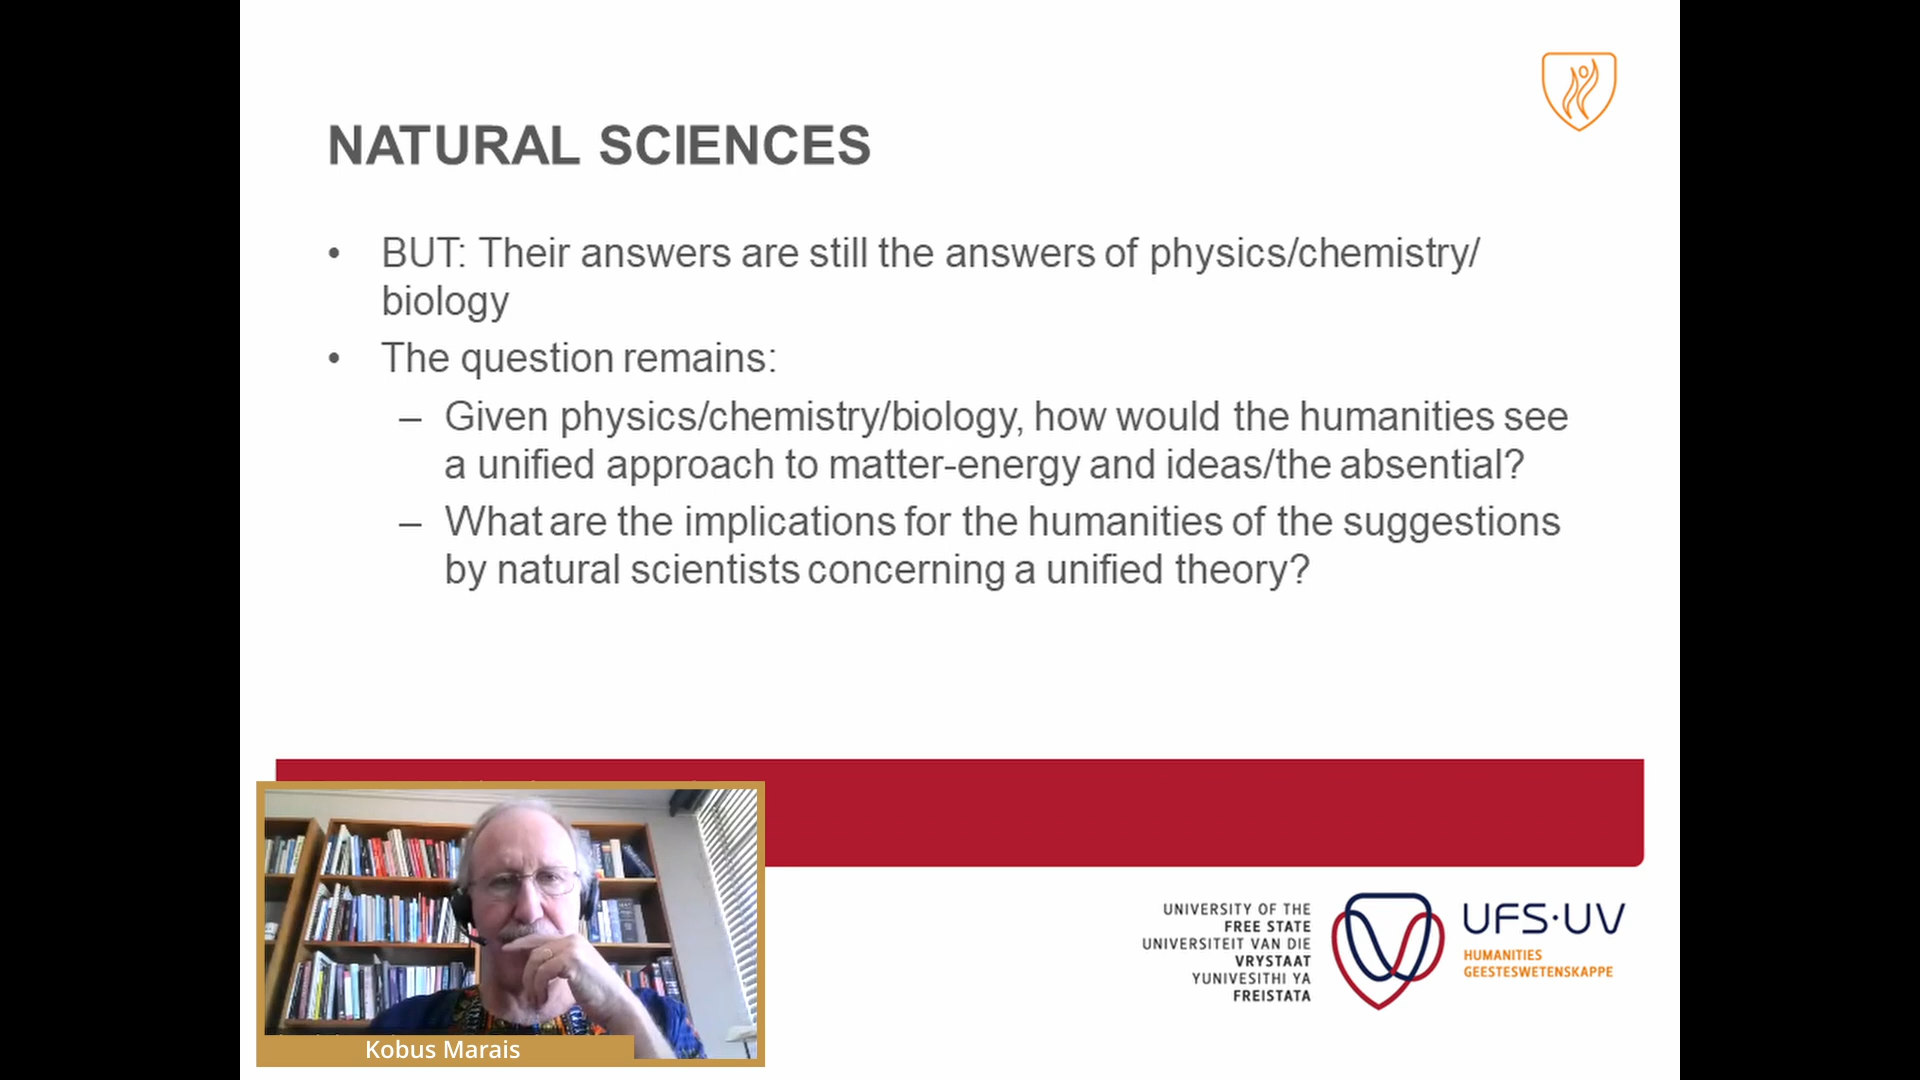 NATURAL SCIENCES
• BUT: Their answers are still the answers of physics/chemistry/
biology
• The question remains:
– Given physics/chemistry/biology, how would the humanities see
a unified approach to matter-energy and ideas/the absential?
– What are the implications for the humanities of the suggestions
by natural scientists concerning a unified theory?
Kobus Marais
UNIVERSITY OF THE
FREE STATE
UNIVERSITEIT VAN DIE
VRYSTAAT
YUNIVESITHI YA
FREISTATA
UFS·UV
HUMANITIES
GEESTESWETENSKAPPE